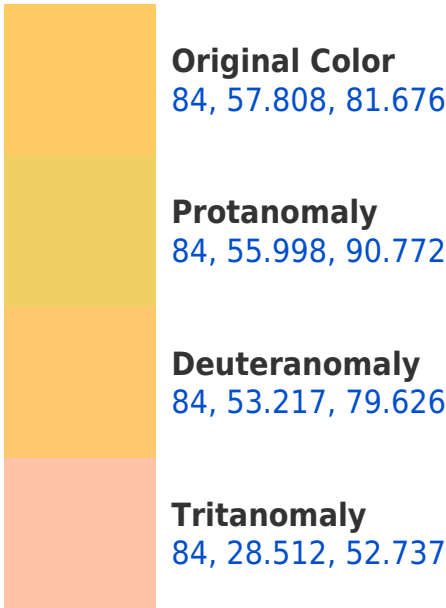 Original Color
84, 57.808, 81.676
Protanomaly
84, 55.998, 90.772
Deuteranomaly
84, 53.217, 79.626
Tritanomaly
84, 28.512, 52.737